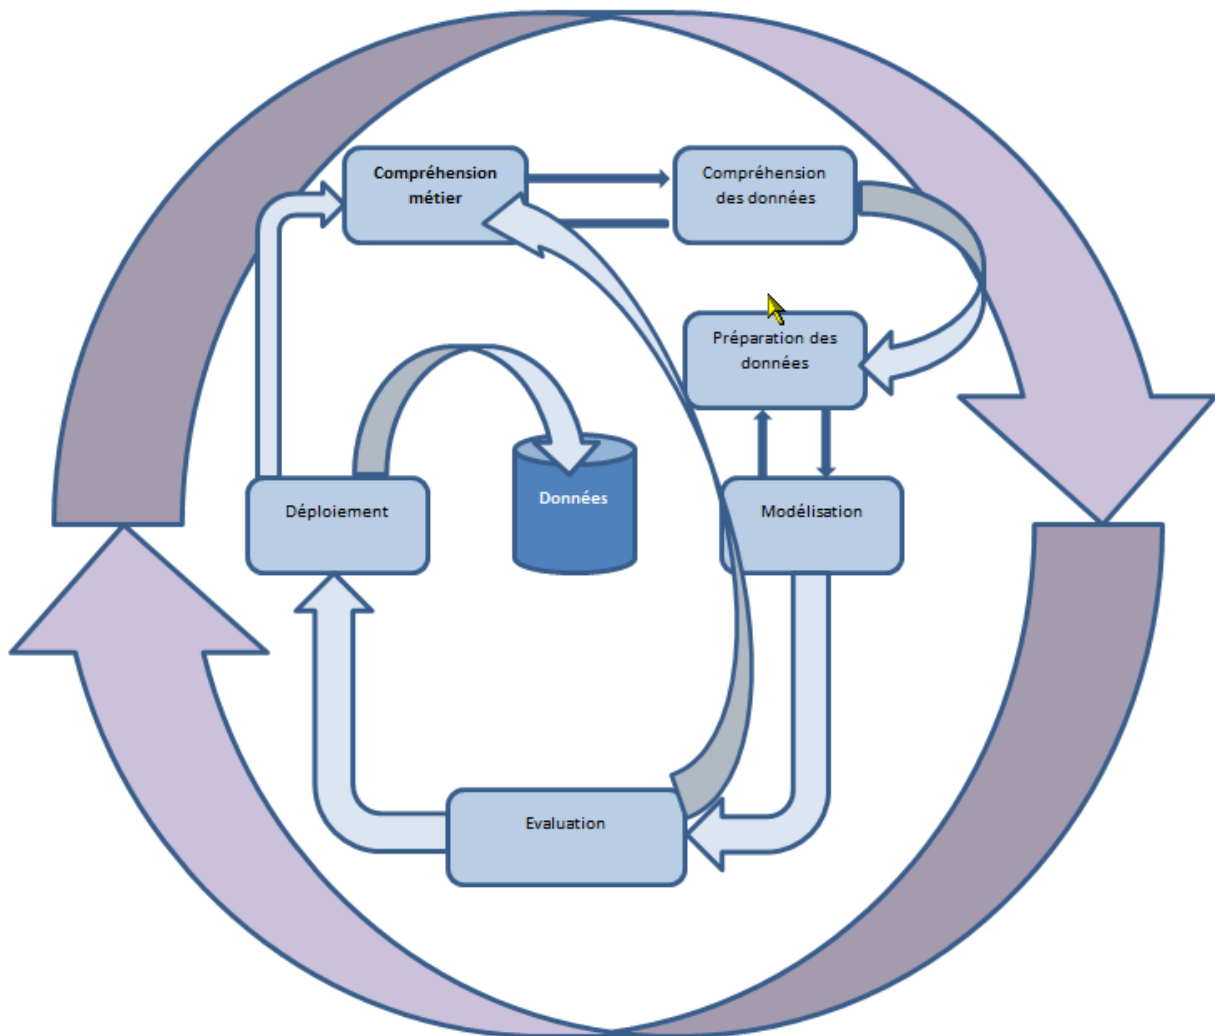 Compréhension
métier
Compréhension
des données
Préparation des
données
Données
Déploiement
Modélisation
Evaluation